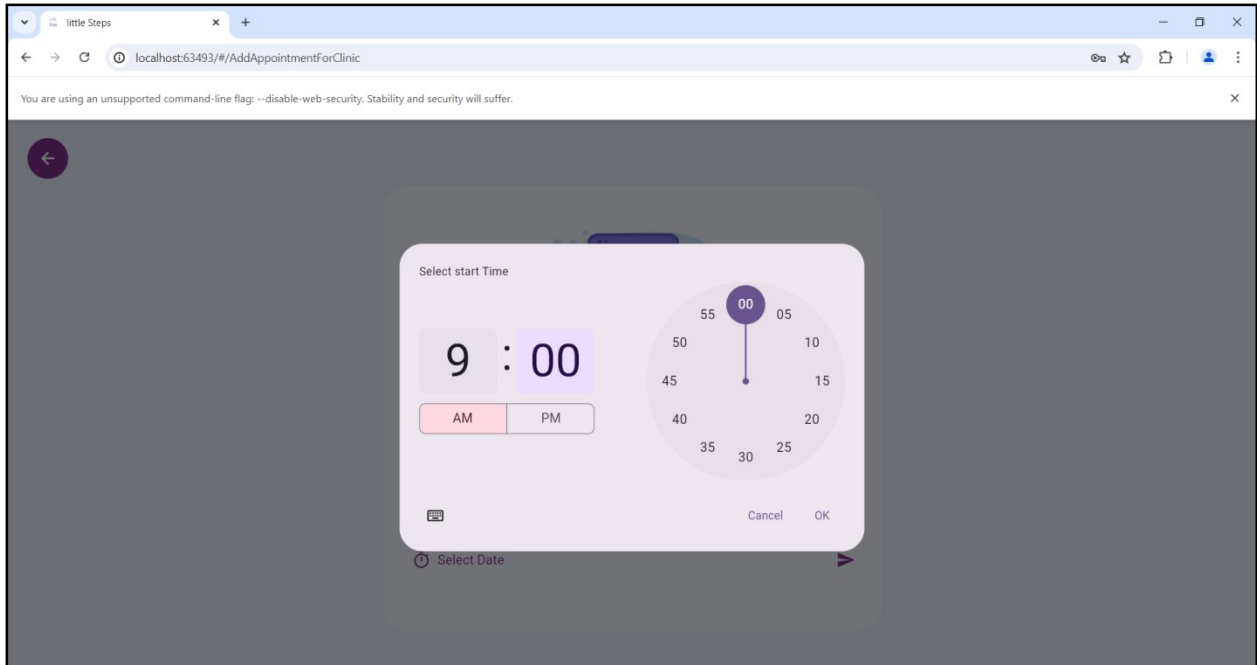 little Steps
localhost:63493/#/AddAppointmentForClinic
You are using an unsupported command-line flag: --disable-web-security. Stability and security will suffer.
Select start Time
9 : 00
AM PM
00
05
10
15
20
25
30
35
40
45
50
55
Cancel OK
Select Date